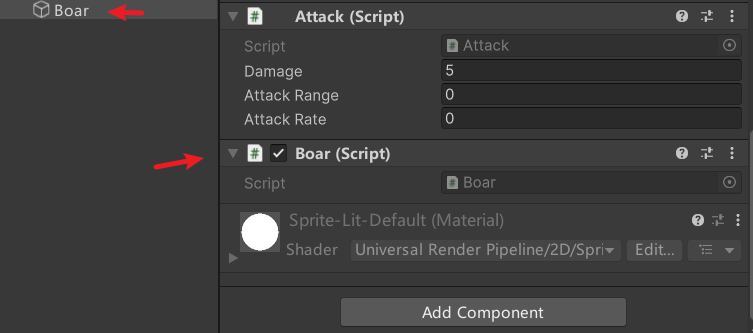 Boar
Attack (Script)
Script Attack
Damage 5
Attack Range 0
Attack Rate 0
Boar (Script)
Script Boar
Sprite-Lit-Default (Material)
Shader Universal Render Pipeline/2D/Spri Edit...
Add Component